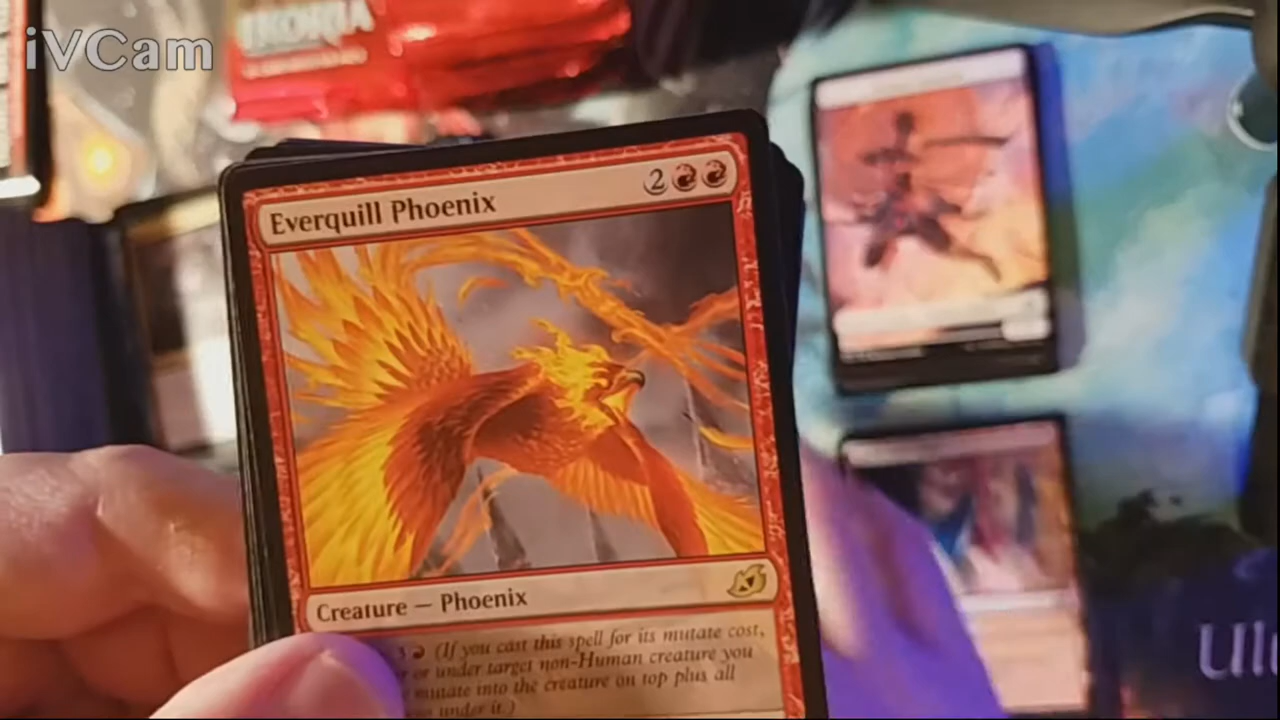 iVCam
IKORIA
Everquill Phoenix
2
Creature — Phoenix
3 (If you cast this spell for its mutate cost,
or under target non-Human creature you
mutate into the creature on top plus all
under it.)
Ul